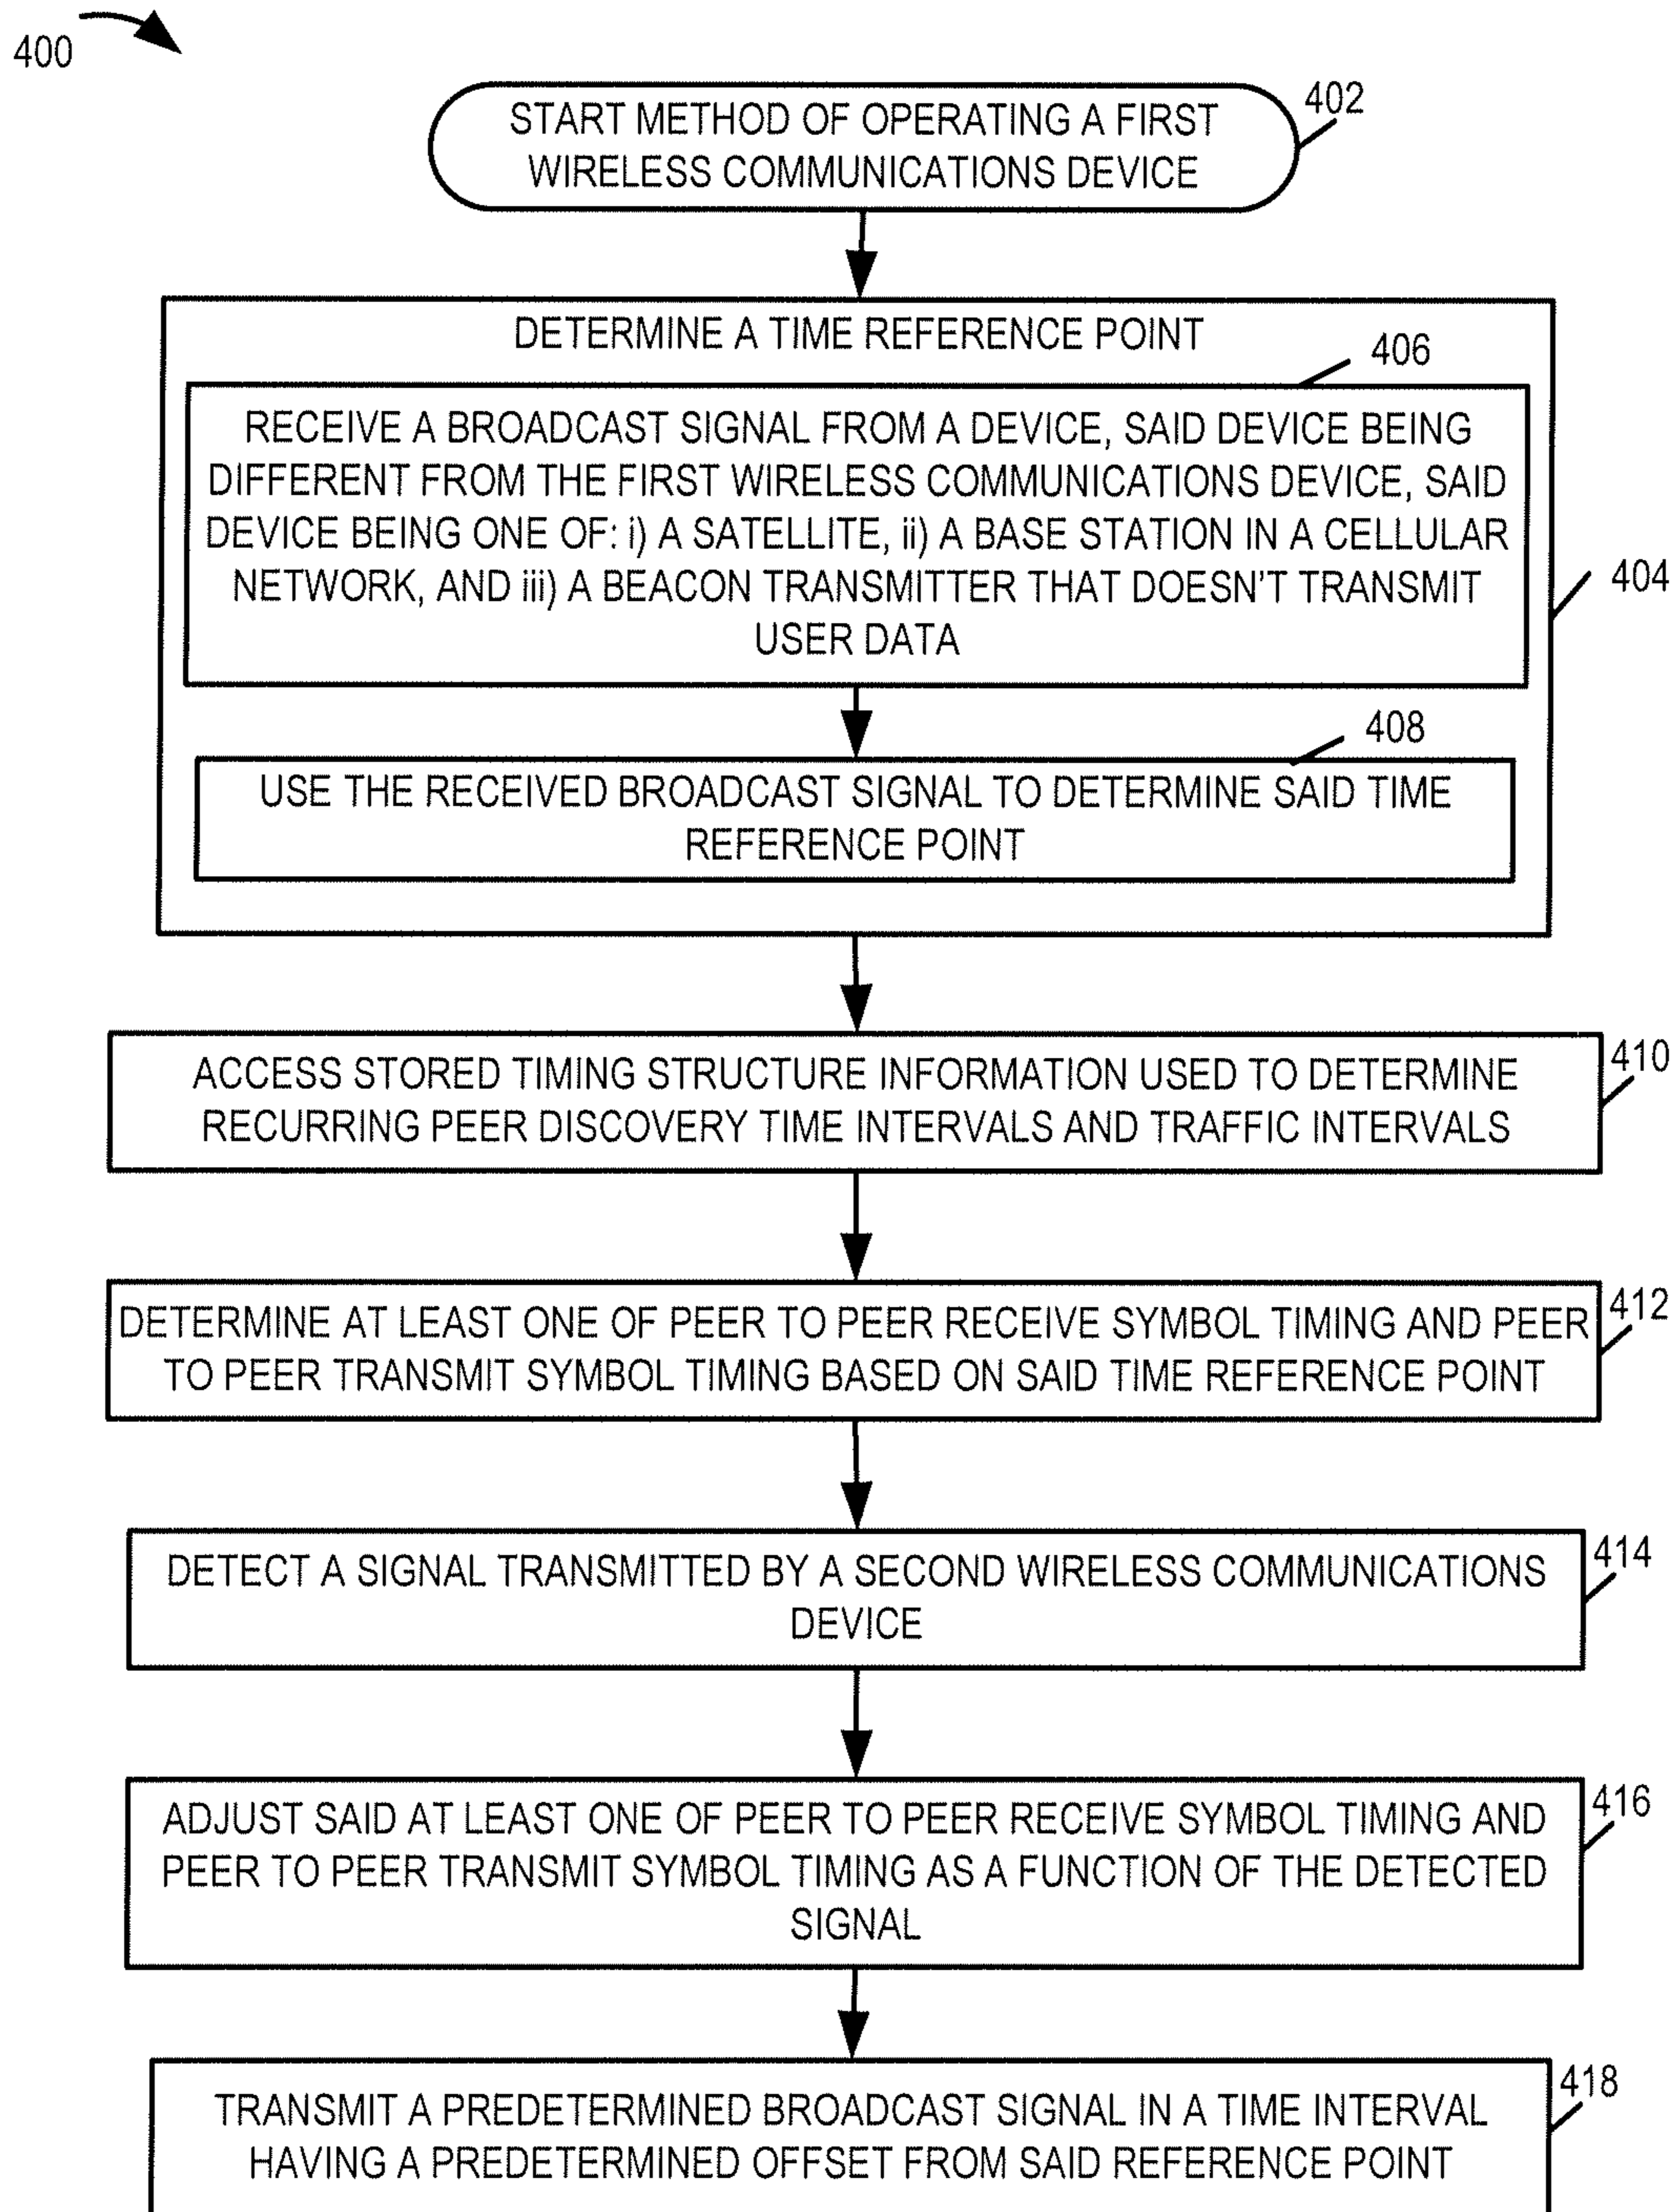 400
402
START METHOD OF OPERATING A FIRST
WIRELESS COMMUNICATIONS DEVICE
DETERMINE A TIME REFERENCE POINT
406
RECEIVE A BROADCAST SIGNAL FROM A DEVICE, SAID DEVICE BEING
DIFFERENT FROM THE FIRST WIRELESS COMMUNICATIONS DEVICE, SAID
DEVICE BEING ONE OF: i) A SATELLITE, ii) A BASE STATION IN A CELLULAR
NETWORK, AND iii) A BEACON TRANSMITTER THAT DOESN'T TRANSMIT
USER DATA
404
408
USE THE RECEIVED BROADCAST SIGNAL TO DETERMINE SAID TIME
REFERENCE POINT
410
ACCESS STORED TIMING STRUCTURE INFORMATION USED TO DETERMINE
RECURRING PEER DISCOVERY TIME INTERVALS AND TRAFFIC INTERVALS
412
DETERMINE AT LEAST ONE OF PEER TO PEER RECEIVE SYMBOL TIMING AND PEER
TO PEER TRANSMIT SYMBOL TIMING BASED ON SAID TIME REFERENCE POINT
414
DETECT A SIGNAL TRANSMITTED BY A SECOND WIRELESS COMMUNICATIONS
DEVICE
416
ADJUST SAID AT LEAST ONE OF PEER TO PEER RECEIVE SYMBOL TIMING AND
PEER TO PEER TRANSMIT SYMBOL TIMING AS A FUNCTION OF THE DETECTED
SIGNAL
418
TRANSMIT A PREDETERMINED BROADCAST SIGNAL IN A TIME INTERVAL
HAVING A PREDETERMINED OFFSET FROM SAID REFERENCE POINT